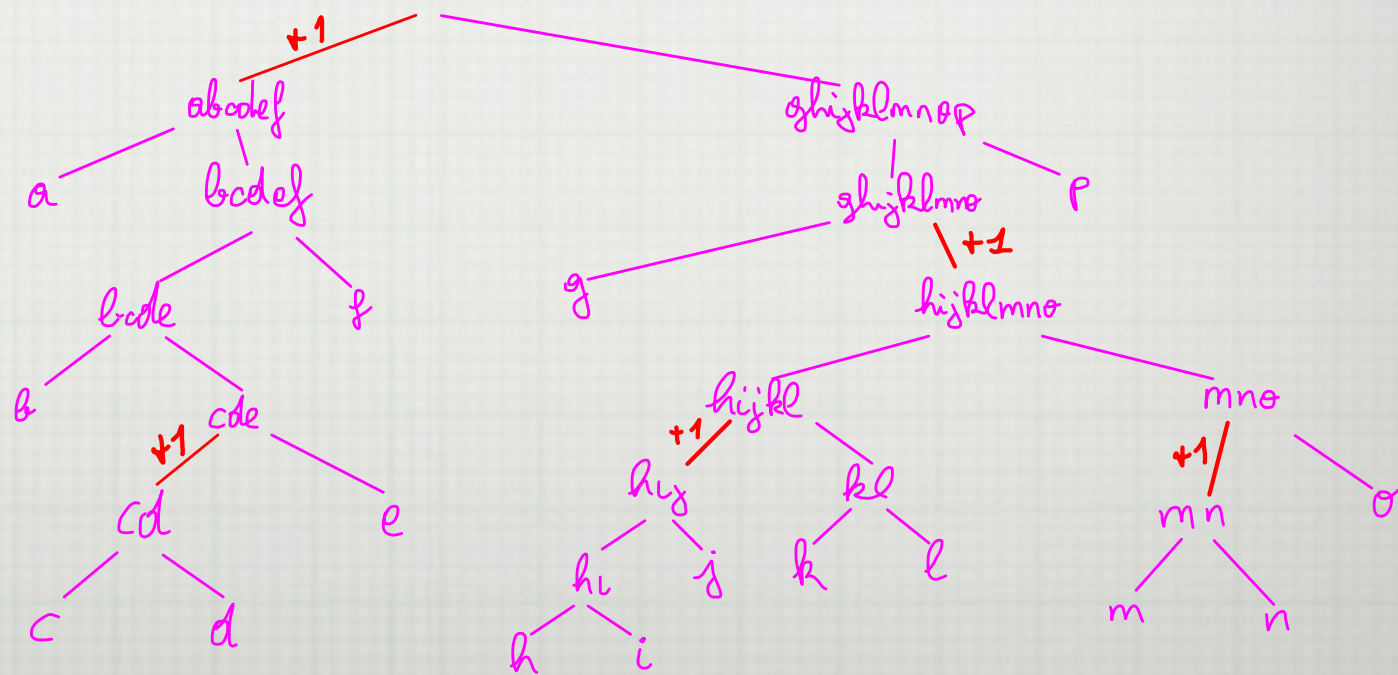 +1
abcdef ghijklmnop
a bcdef ghijklmno p
+1
bcde f g hijklmno
b cde hijkl mno
+1 +1 +1
cd e hij kl mn o
c d hi j k l m n
h i